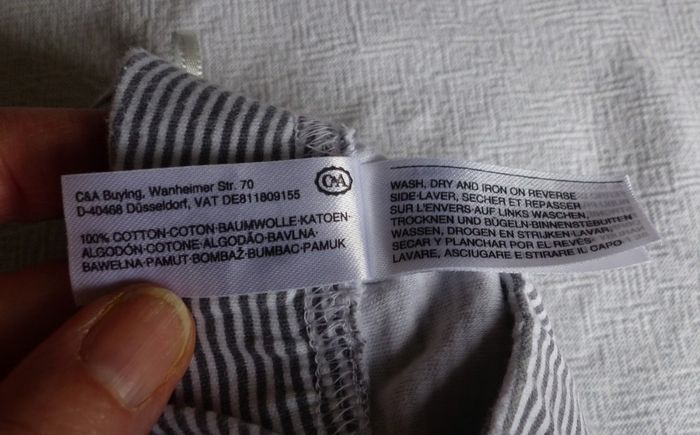 C&A Buying, Wanheimer Str. 70
D-40468 Düsseldorf, VAT DE811809155
C&A
100% COTTON·COTON·BAUMWOLLE·KATOEN·
ALGODÓN·COTONE·ALGODÃO·BAVLNA·
BAWEŁNA·PAMUT·BOMBAŽ·BUMBAC·PAMUK
WASH, DRY AND IRON ON REVERSE
SIDE·LAVER, SECHER ET REPASSER
SUR L'ENVERS·AUF LINKS WASCHEN,
TROCKNEN UND BÜGELN·BINNENSTEBUITEN
WASSEN, DROGEN EN STRIJKEN·LAVAR,
SECAR Y PLANCHAR POR EL REVÉS·
LAVARE, ASCIUGARE E STIRARE IL CAPO